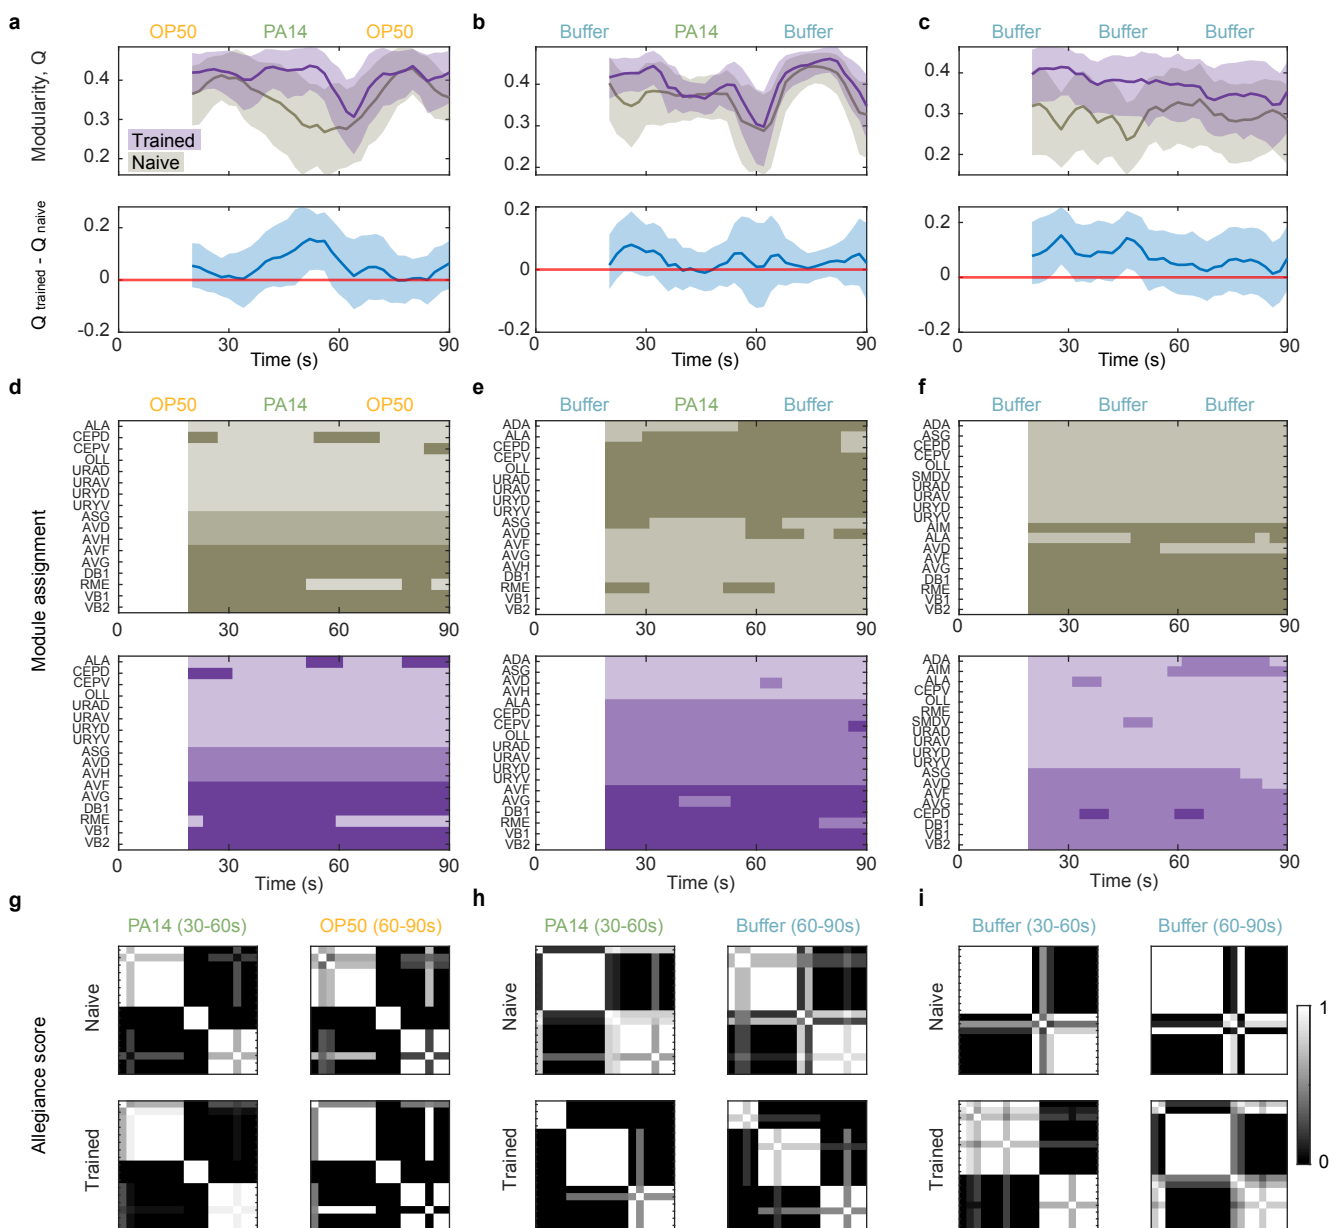 a
OP50 PA14 OP50
b
Buffer PA14 Buffer
c
Buffer Buffer Buffer
Modularity, Q
0.4
0.3
0.2
Trained
Naive
0.4
0.3
0.2
0.4
0.3
0.2
Q trained - Q naive
0.2
0
-0.2
0 30 60 90
Time (s)
0.2
0
-0.2
0 30 60 90
Time (s)
0.2
0
-0.2
0 30 60 90
Time (s)
d
OP50 PA14 OP50
e
Buffer PA14 Buffer
f
Buffer Buffer Buffer
Module assignment
ALA
CEPD
CEPV
OLL
URAD
URAV
URYD
URYV
ASG
AVD
AVH
AVF
AVG
DB1
RME
VB1
VB2
0 30 60 90
ADA
ALA
CEPD
CEPV
OLL
URAD
URAV
URYD
URYV
ASG
AVD
AVF
AVG
AVH
DB1
RME
VB1
VB2
0 30 60 90
ADA
ASG
CEPD
CEPV
OLL
SMDV
URAD
URAV
URYD
URYV
AIM
ALA
AVD
AVF
AVG
DB1
RME
VB1
VB2
0 30 60 90
ALA
CEPD
CEPV
OLL
URAD
URAV
URYD
URYV
ASG
AVD
AVH
AVF
AVG
DB1
RME
VB1
VB2
0 30 60 90
Time (s)
ADA
ASG
AVD
AVH
ALA
CEPD
CEPV
OLL
URAD
URAV
URYD
URYV
AVF
AVG
DB1
RME
VB1
VB2
0 30 60 90
Time (s)
ADA
AIM
ALA
CEPV
OLL
RME
SMDV
URAD
URAV
URYD
URYV
ASG
AVD
AVF
AVG
CEPD
DB1
VB1
VB2
0 30 60 90
Time (s)
g
PA14 (30-60s) OP50 (60-90s)
h
PA14 (30-60s) Buffer (60-90s)
i
Buffer (30-60s) Buffer (60-90s)
Allegiance score
Naive
Trained
Naive
Trained
Naive
Trained
1
0